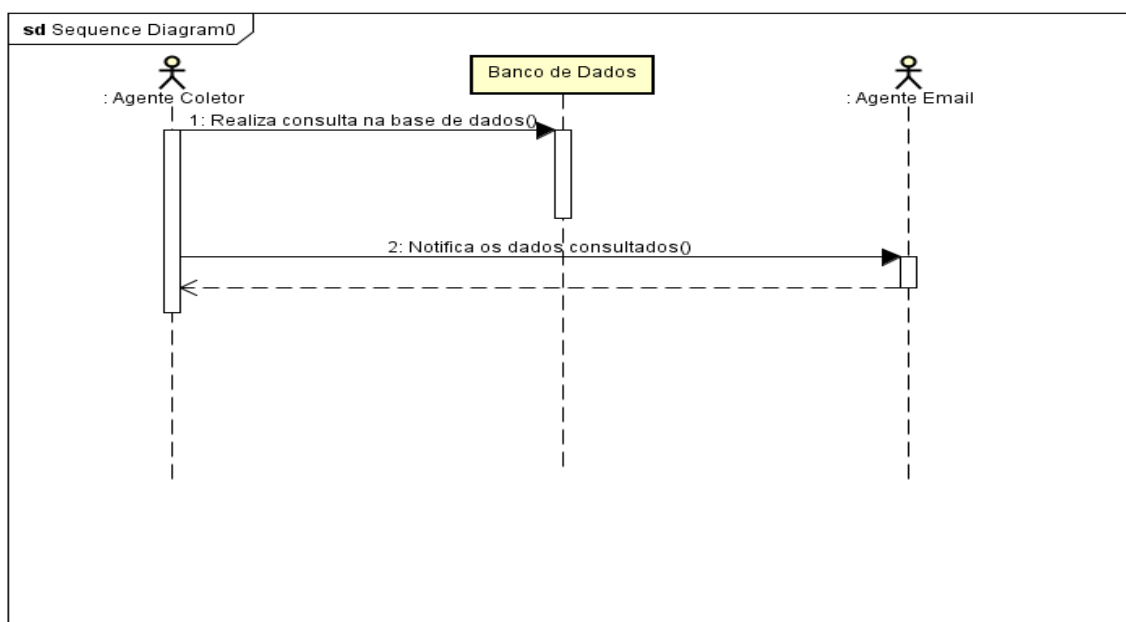 sd Sequence Diagram0
: Agente Coletor
Banco de Dados
: Agente Email
1: Realiza consulta na base de dados()
2: Notifica os dados consultados()